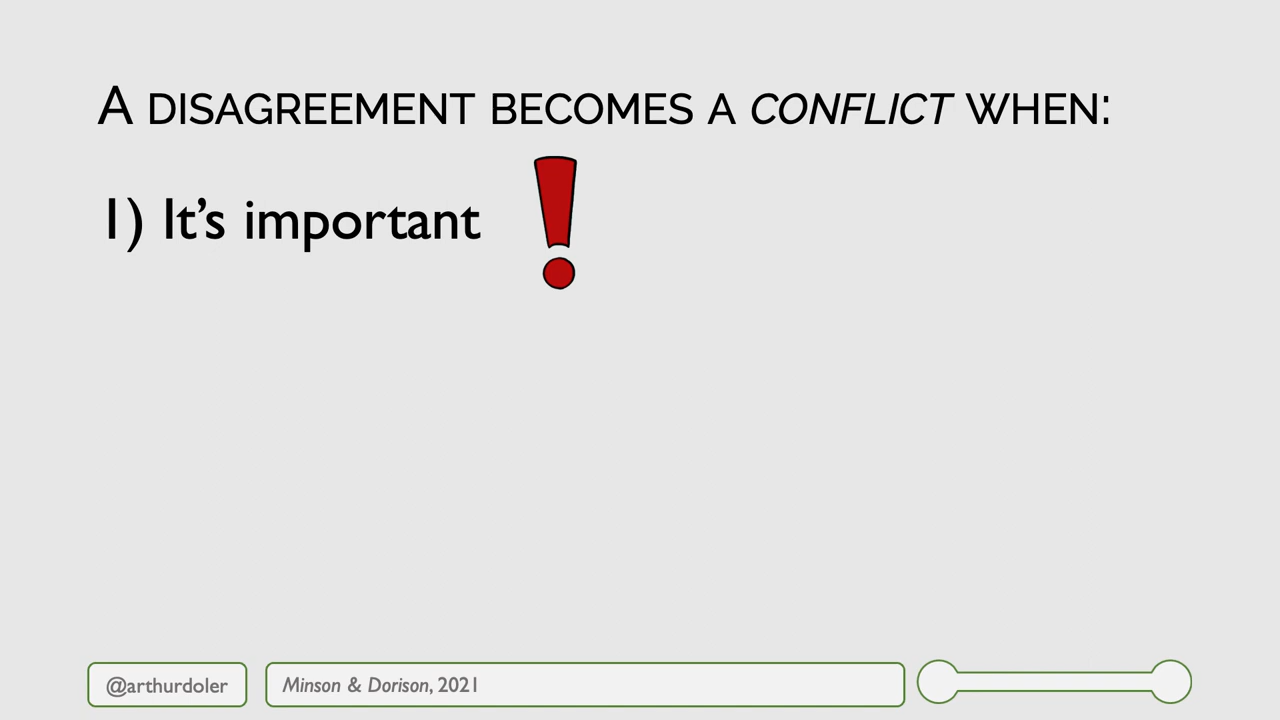 A DISAGREEMENT BECOMES A CONFLICT WHEN:
1) It's important
@arthurdoler
Minson & Dorison, 2021